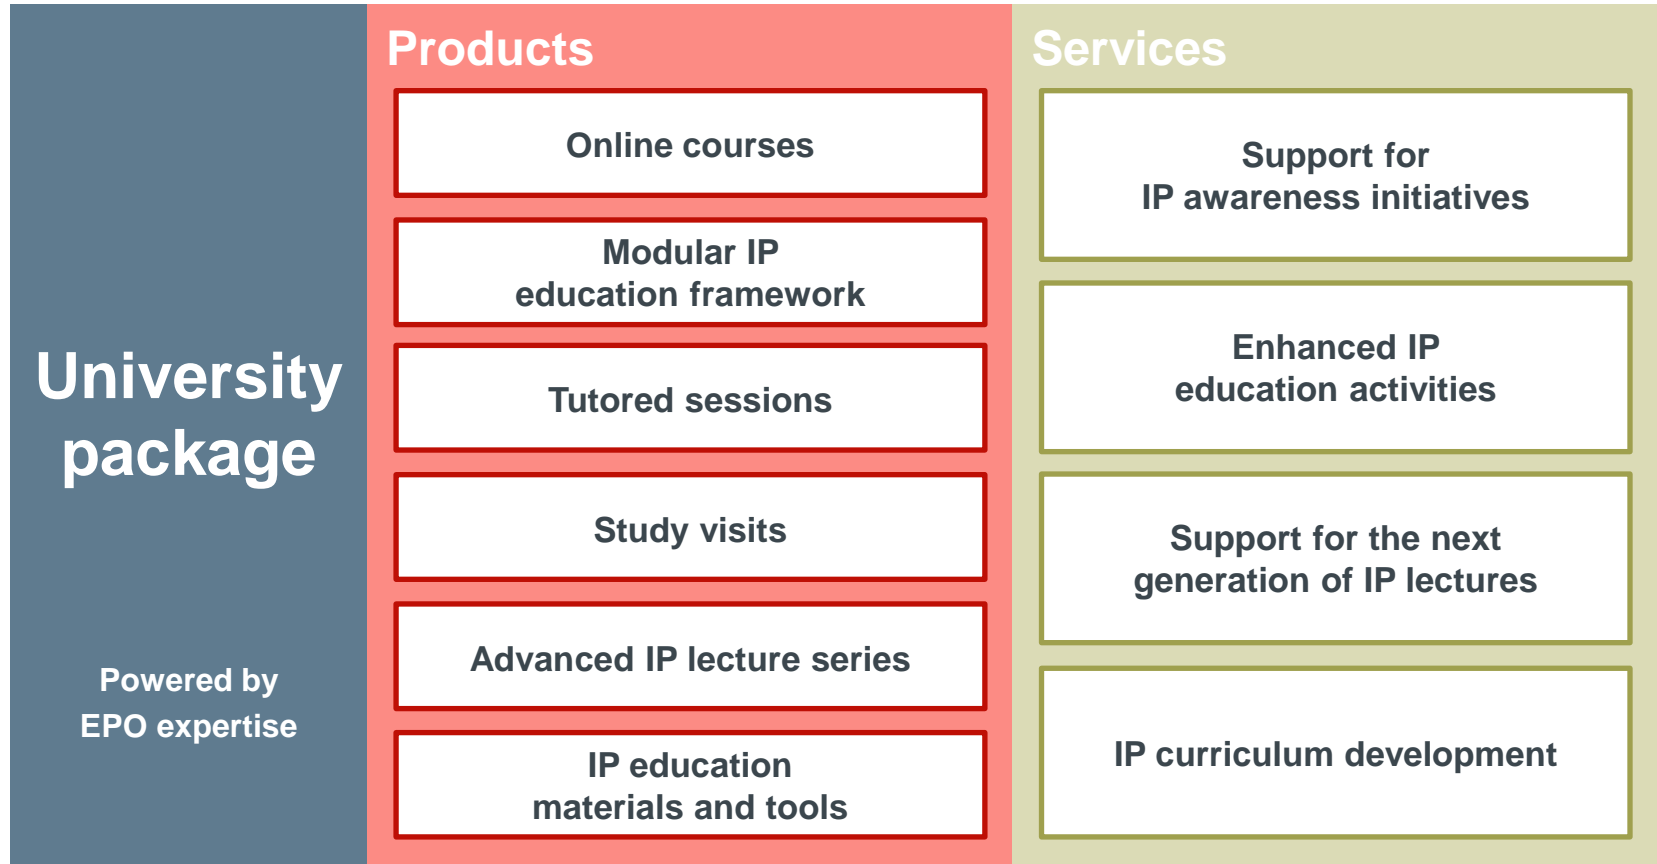 University
package
Powered by
EPO expertise
Products
Online courses
Modular IP
education framework
Tutored sessions
Study visits
Advanced IP lecture series
IP education
materials and tools
Services
Support for
IP awareness initiatives
Enhanced IP
education activities
Support for the next
generation of IP lectures
IP curriculum development